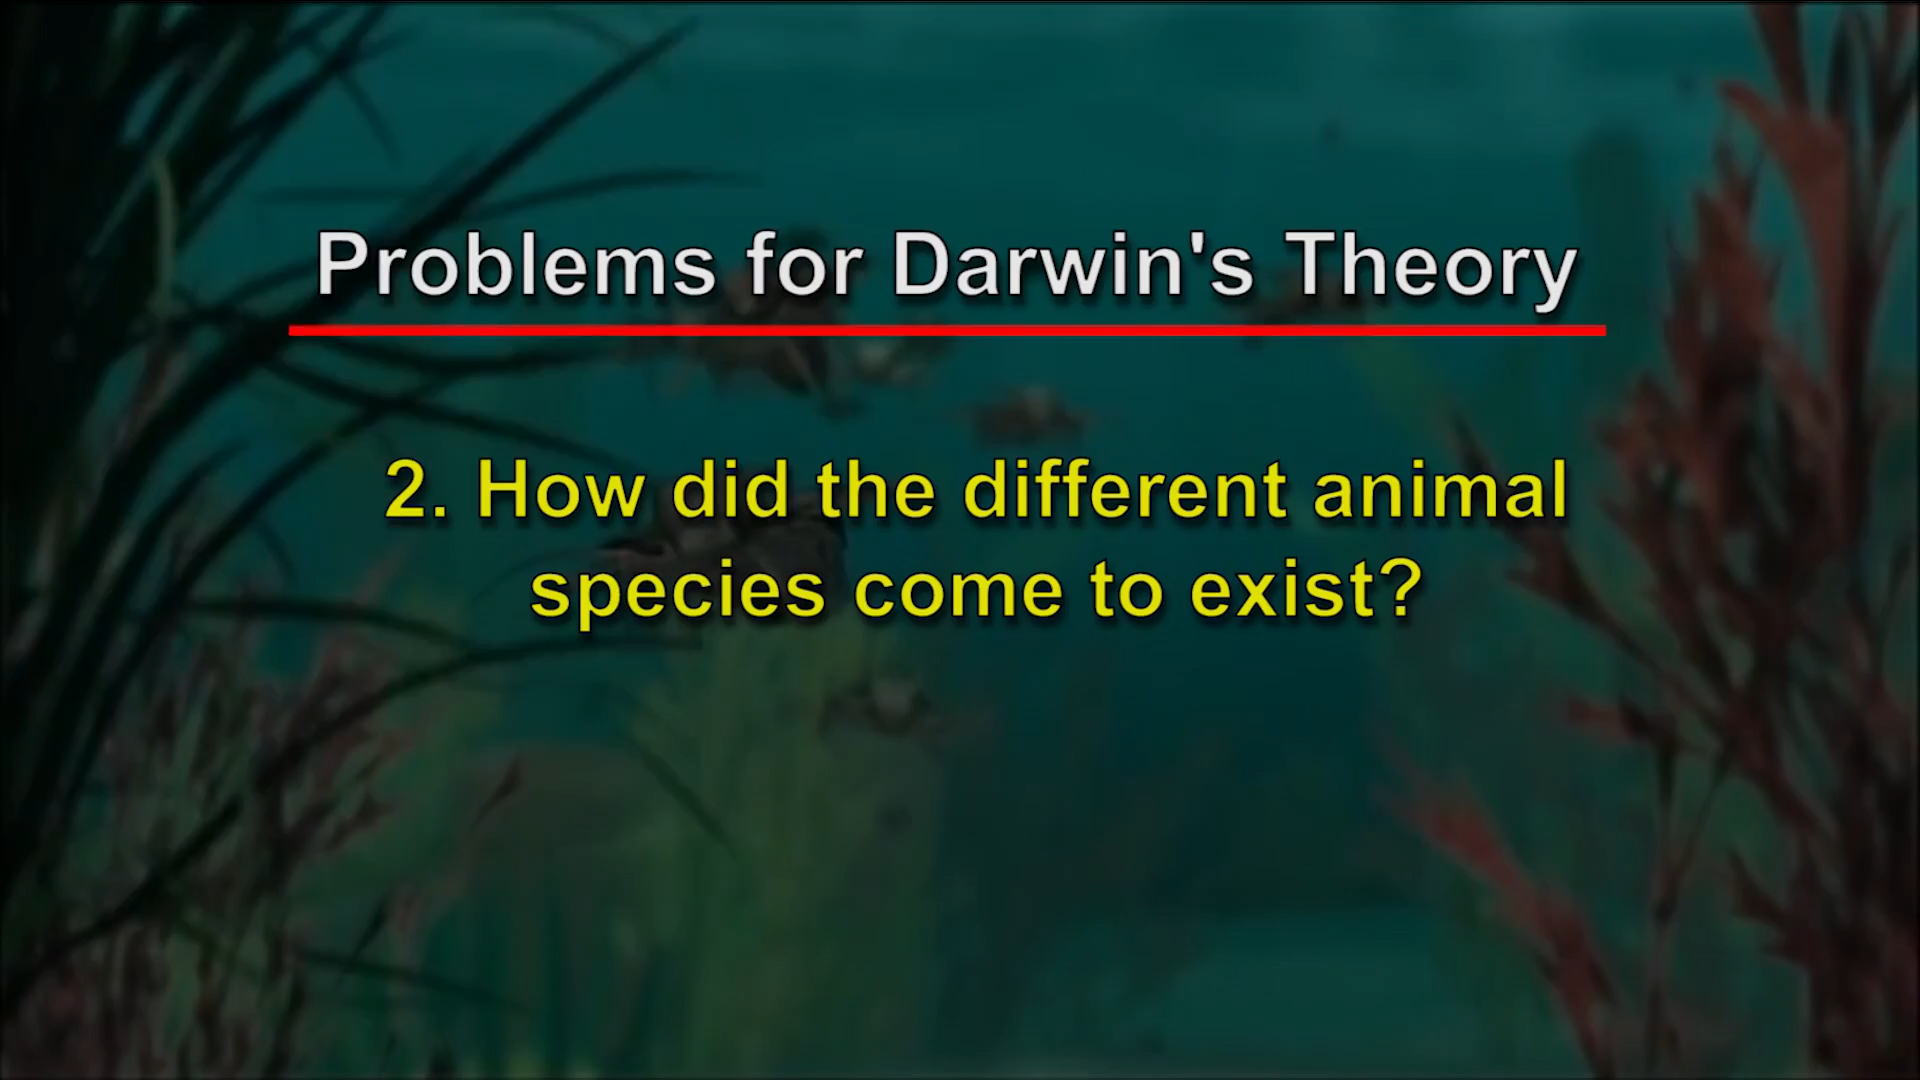 Problems for Darwin's Theory
2. How did the different animal
species come to exist?